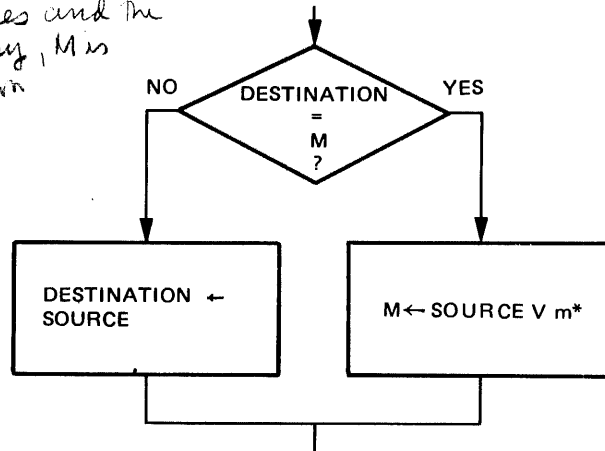 es and the
, M is
NO
YES
DESTINATION
=
M
?
DESTINATION ←
SOURCE
M← SOURCE V m*